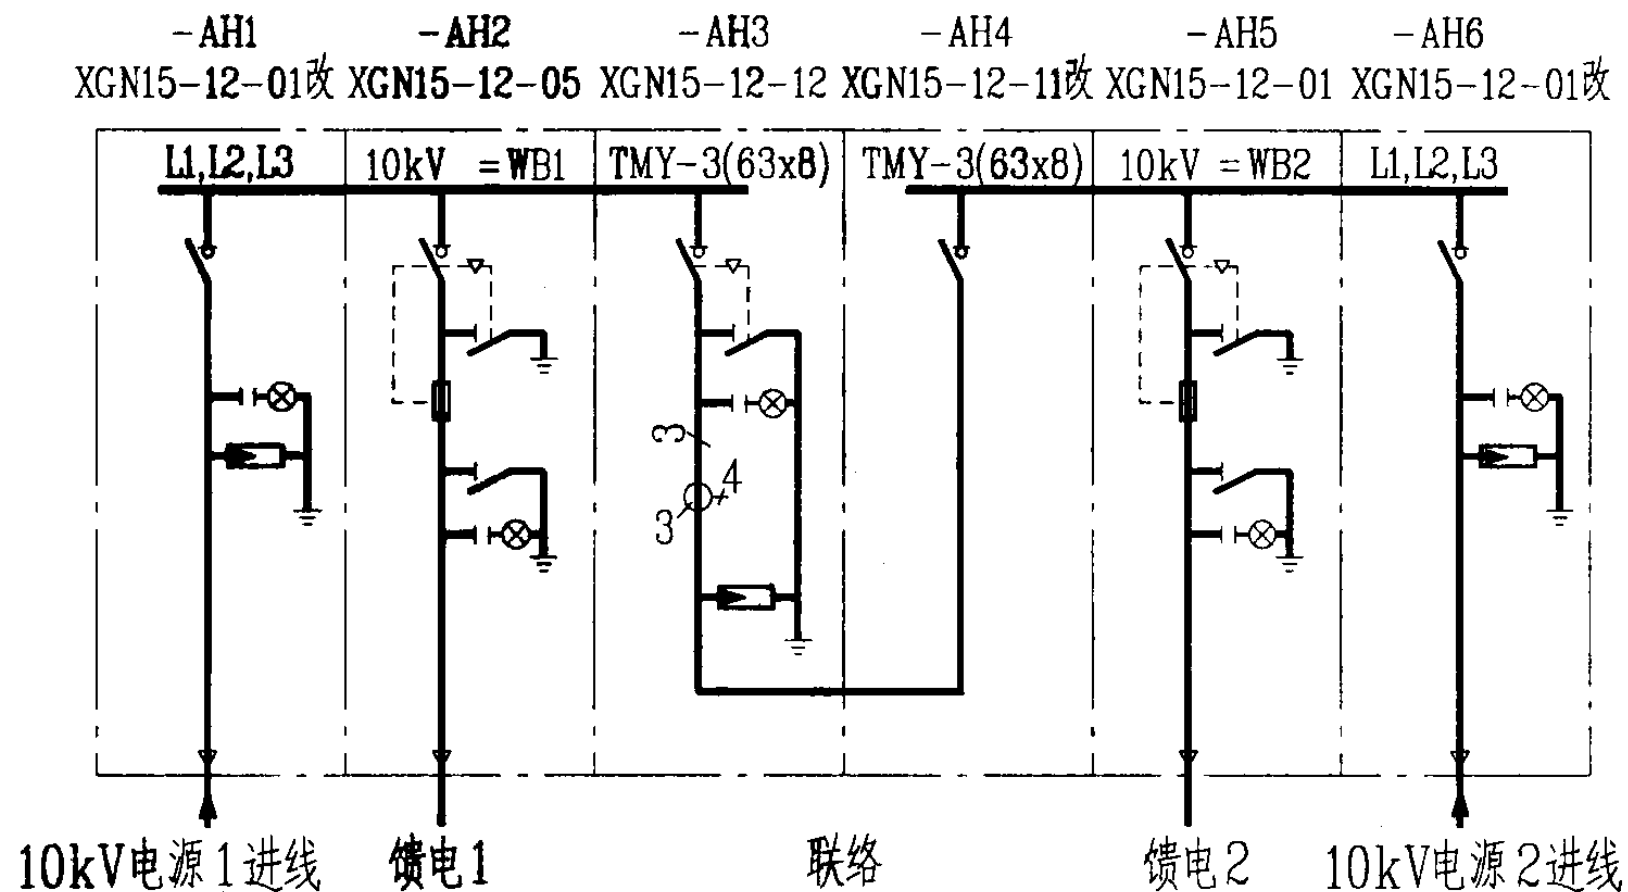 -AH1 -AH2 -AH3 -AH4 -AH5 -AH6
XGN15-12-01改 XGN15-12-05 XGN15-12-12 XGN15-12-11改 XGN15-12-01 XGN15-12-01改
L1,L2,L3 10kV =WB1 TMY-3(63x8) TMY-3(63x8) 10kV =WB2 L1,L2,L3
3
4
3
10kV电源1进线 馈电1 联络 馈电2 10kV电源2进线